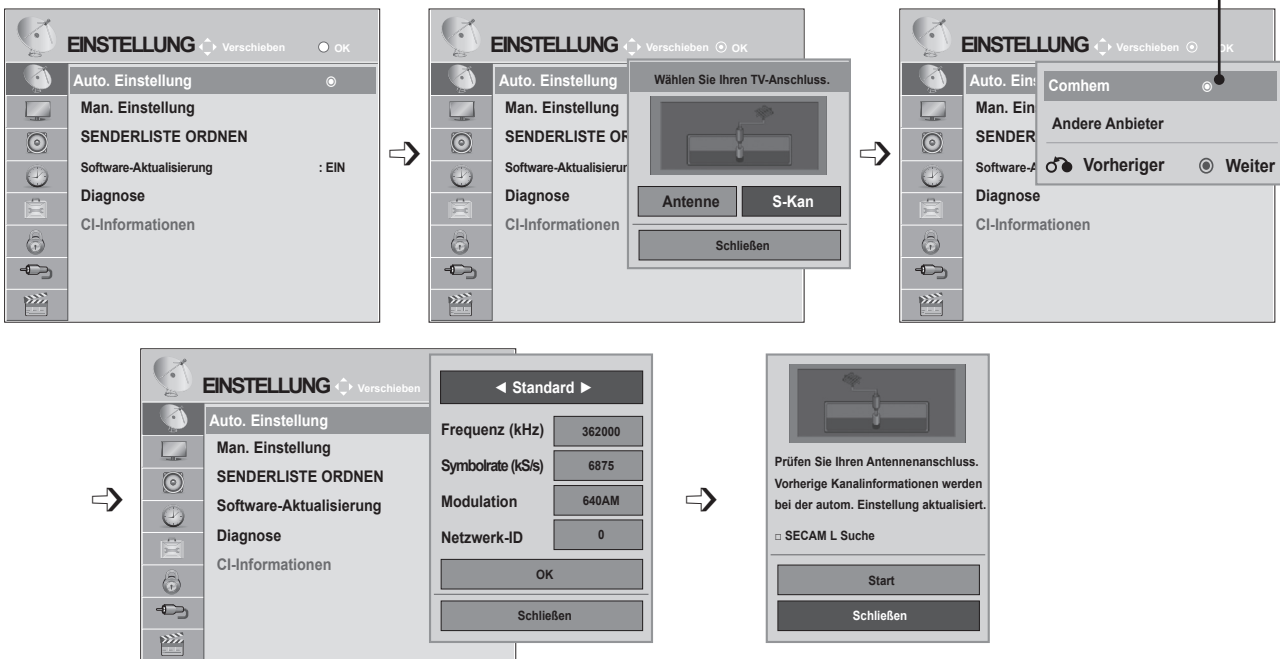 EINSTELLUNG Verschieben OK
Auto. Einstellung
Man. Einstellung
SENDERLISTE ORDNEN
Software-Aktualisierung : EIN
Diagnose
CI-Informationen
EINSTELLUNG Verschieben OK
Auto. Einstellung
Man. Einstellung
SENDERLISTE OR
Software-Aktualisierun
Diagnose
CI-Informationen
Wählen Sie Ihren TV-Anschluss.
Antenne S-Kan
Schließen
EINSTELLUNG Verschieben OK
Auto. Ein
Man. Ein
SENDER
Software-A
Diagnose
CI-Informationen
Comhem
Andere Anbieter
Vorheriger Weiter
EINSTELLUNG Verschieben
Auto. Einstellung
Man. Einstellung
SENDERLISTE ORDNEN
Software-Aktualisierung
Diagnose
CI-Informationen
◄ Standard ►
Frequenz (kHz) 362000
Symbolrate (kS/s) 6875
Modulation 640AM
Netzwerk-ID 0
OK
Schließen
Prüfen Sie Ihren Antennenanschluss.
Vorherige Kanalinformationen werden
bei der autom. Einstellung aktualisiert.
□ SECAM L Suche
Start
Schließen